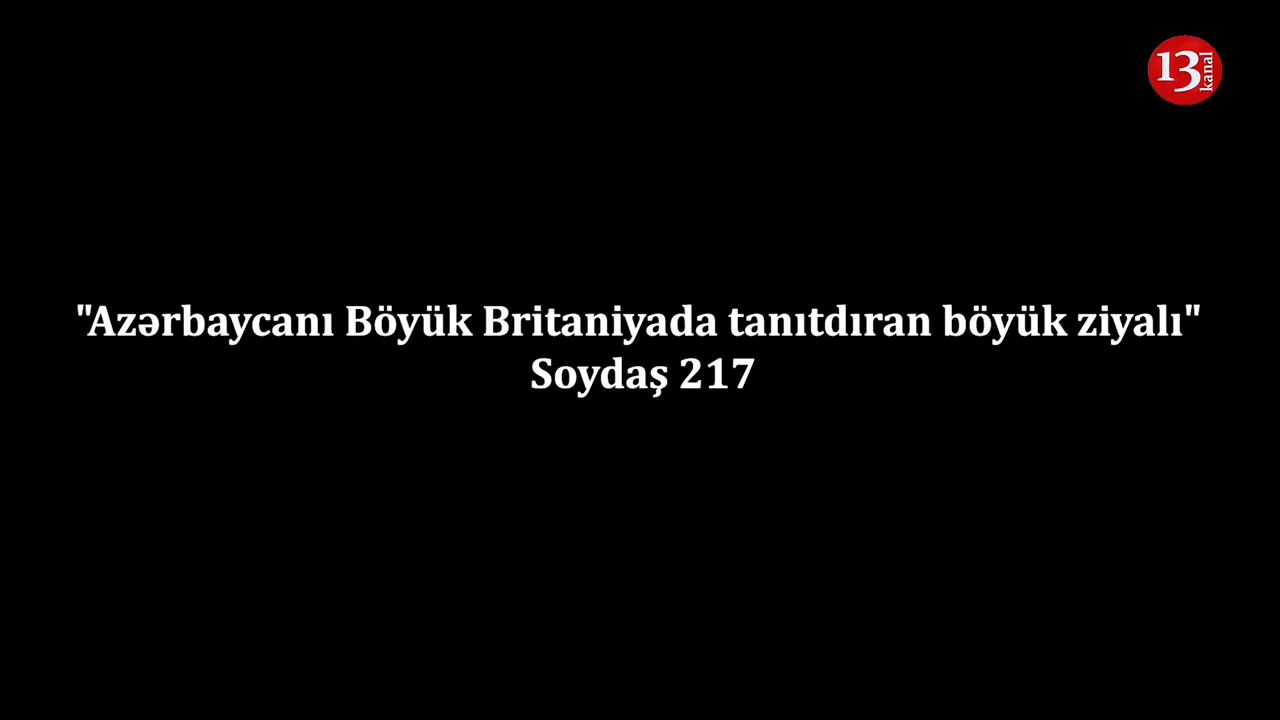 13 kanal
"Azərbaycanı Böyük Britaniyada tanıtdıran böyük ziyalı"
Soydaş 217